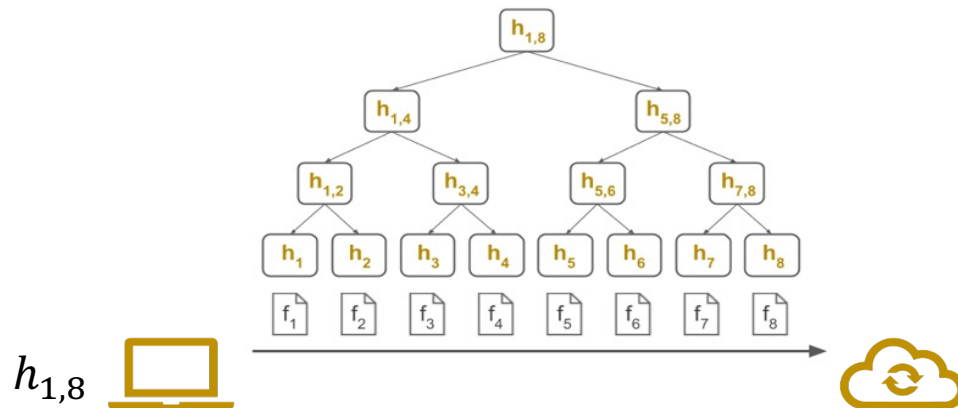 h1,8
h1,4 h5,8
h1,2 h3,4 h5,6 h7,8
h1 h2 h3 h4 h5 h6 h7 h8
f1 f2 f3 f4 f5 f6 f7 f8
h1,8